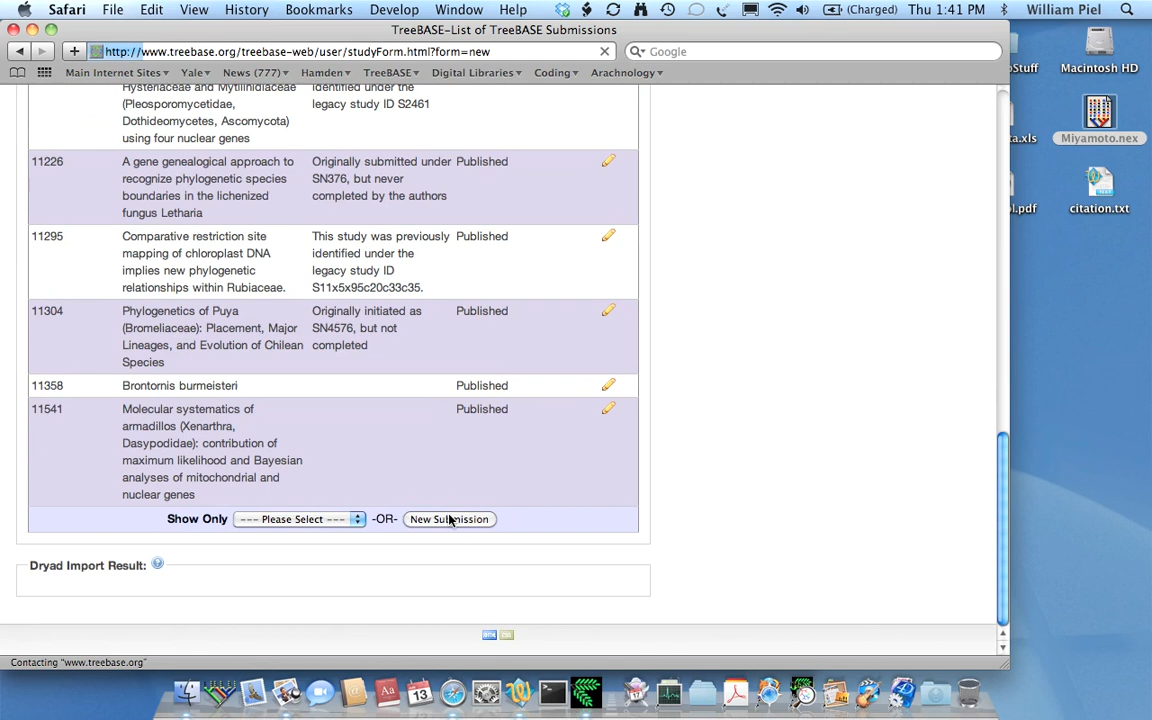 Safari File Edit View History Bookmarks Develop Window Help (Charged) Thu 1:41 PM William Piel
TreeBASE-List of TreeBASE Submissions
http://www.treebase.org/treebase-web/user/studyForm.html?form=new Google
Main Internet Sites Yale News (777) Hamden TreeBASE Digital Libraries Coding Arachnology
Hysteriaceae and Mytilinidiaceae identified under the
(Pleosporomycetidae, legacy study ID S2461
Dothideomycetes, Ascomycota)
using four nuclear genes
11226 A gene genealogical approach to Originally submitted under Published
recognize phylogenetic species SN376, but never
boundaries in the lichenized completed by the authors
fungus Letharia
11295 Comparative restriction site This study was previously Published
mapping of chloroplast DNA identified under the
implies new phylogenetic legacy study ID
relationships within Rubiaceae. S11x5x95c20c33c35.
11304 Phylogenetics of Puya Originally initiated as Published
(Bromeliaceae): Placement, Major SN4576, but not
Lineages, and Evolution of Chilean completed
Species
11358 Brontornis burmeisteri Published
11541 Molecular systematics of Published
armadillos (Xenarthra,
Dasypodidae): contribution of
maximum likelihood and Bayesian
analyses of mitochondrial and
nuclear genes
Show Only --- Please Select --- -OR- New Submission
Dryad Import Result:
Contacting "www.treebase.org"
Stuff Macintosh HD
ta.xls Miyamoto.nex
l.pdf citation.txt